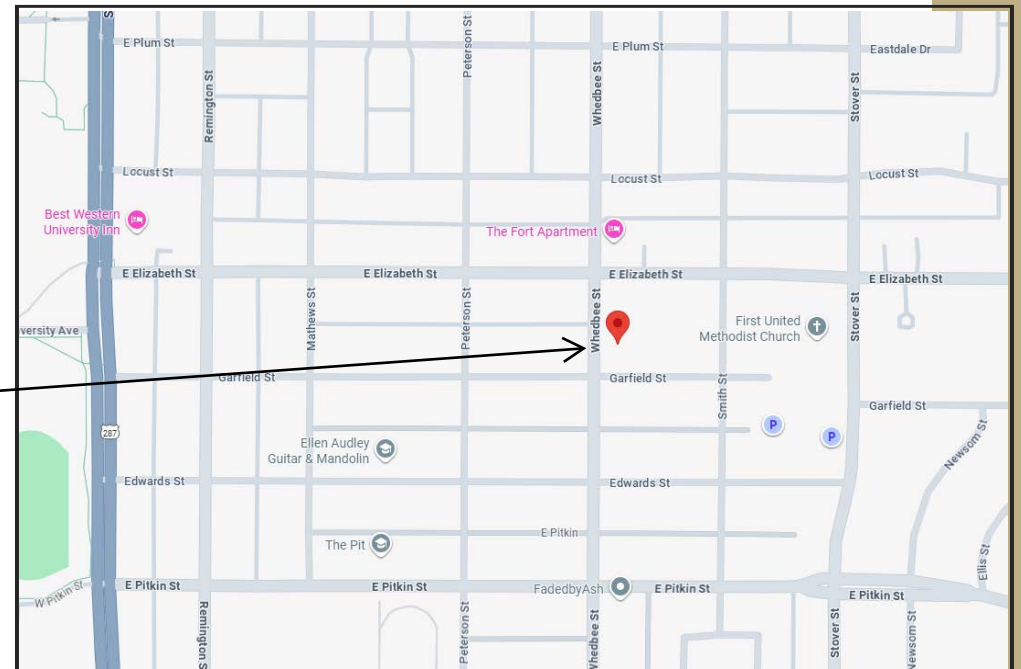 S
E Plum St
Peterson St
E Plum St
Eastdale Dr
Remington St
Whedbee St
Stover St
Locust St
Locust St
Locust St
Best Western
University Inn
The Fort Apartment
E Elizabeth St
E Elizabeth St
E Elizabeth St
E Elizabeth St
Mathews St
Peterson St
Whedbee St
Stover St
versity Ave
First United
Methodist Church
Garfield St
Garfield St
Smith St
Garfield St
287
P
P
Newsom St
Ellen Audley
Guitar & Mandolin
Edwards St
Edwards St
E Pitkin
The Pit
Ellis St
W Pitkin St
E Pitkin St
E Pitkin St
FadedbyAsh
E Pitkin St
E Pitkin St
Remington S
Peterson St
Whedbee St
Stover St
ewsom St